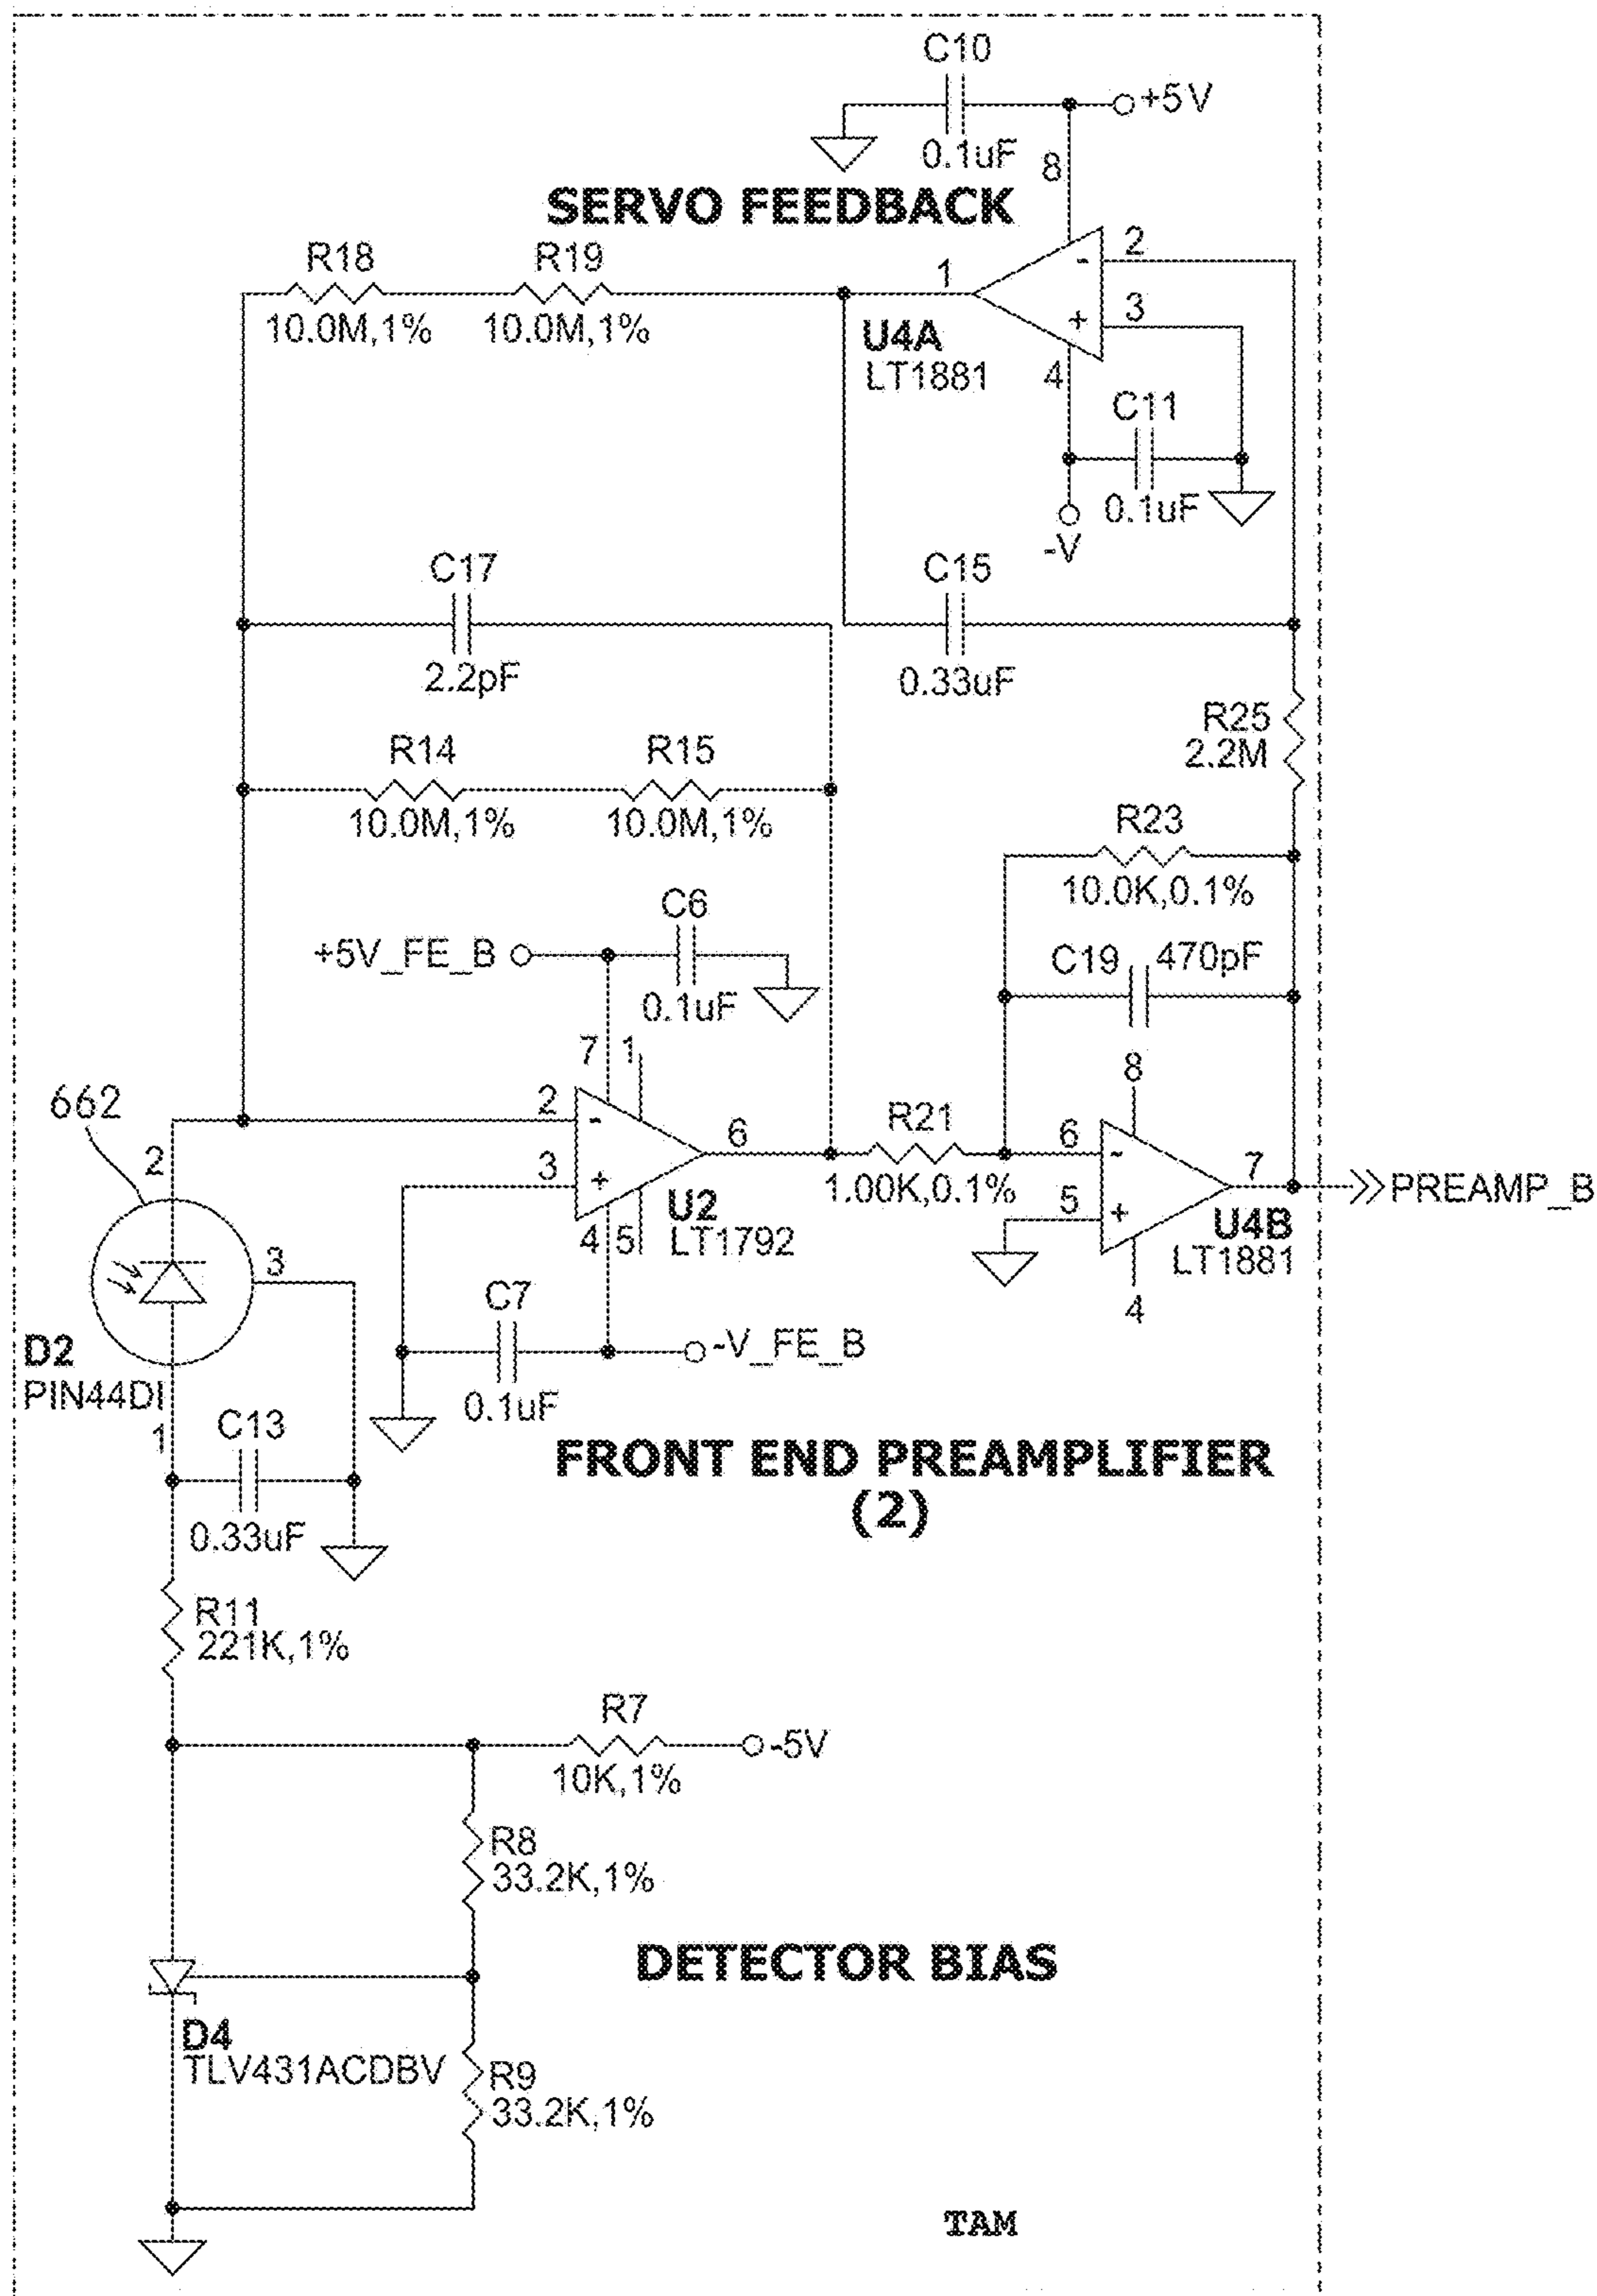 C10
+5V
0.1uF
8
SERVO FEEDBACK
R18
R19
1
2
-
10.0M,1%
10.0M,1%
3
+
U4A
LT1881
4
C11
0.1uF
-V
C17
C15
2.2pF
0.33uF
R25
2.2M
R14
R15
10.0M,1%
10.0M,1%
R23
10.0K,0.1%
C6
+5V_FE_B
0.1uF
C19
470pF
7
1
8
662
2
2
-
6
R21
6
-
3
+
1.00K,0.1%
7
PREAMP_B
5
+
U2
LT1792
4
5
U4B
LT1881
4
3
C7
-V_FE_B
0.1uF
D2
PIN44DI
1
C13
0.33uF
FRONT END PREAMPLIFIER
(2)
R11
221K,1%
R7
-5V
10K,1%
R8
33.2K,1%
DETECTOR BIAS
D4
TLV431ACDBV
R9
33.2K,1%
TAM